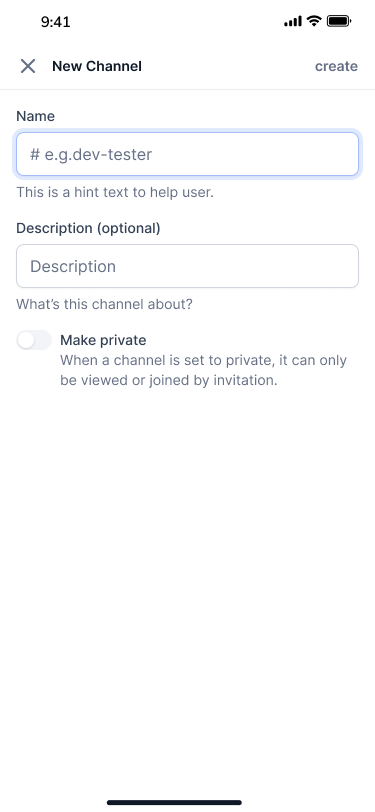 9:41
New Channel
create
Name
# e.g.dev-tester
This is a hint text to help user.
Description (optional)
Description
What's this channel about?
Make private
When a channel is set to private, it can only
be viewed or joined by invitation.